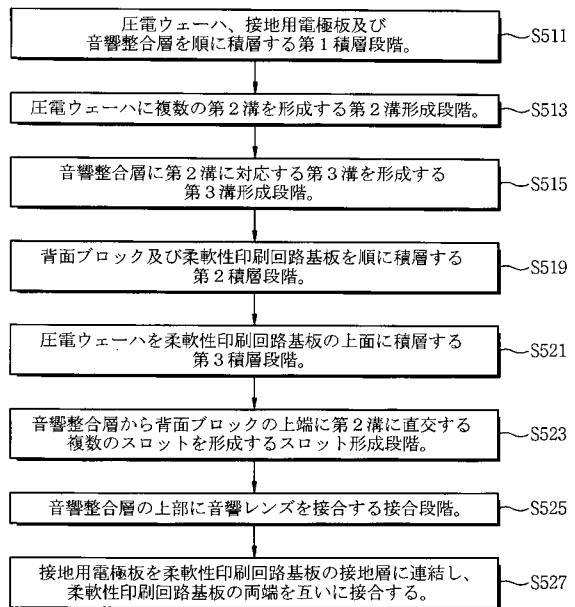 圧電ウェーハ、接地用電極板及び
音響整合層を順に積層する第1積層段階。
S511
圧電ウェーハに複数の第2溝を形成する第2溝形成段階。
S513
音響整合層に第2溝に対応する第3溝を形成する
第3溝形成段階。
S515
背面ブロック及び柔軟性印刷回路基板を順に積層する
第2積層段階。
S519
圧電ウェーハを柔軟性印刷回路基板の上面に積層する
第3積層段階。
S521
音響整合層から背面ブロックの上端に第2溝に直交する
複数のスロットを形成するスロット形成段階。
S523
音響整合層の上部に音響レンズを接合する接合段階。
S525
接地用電極板を柔軟性印刷回路基板の接地層に連結し、
柔軟性印刷回路基板の両端を互いに接合する。
S527